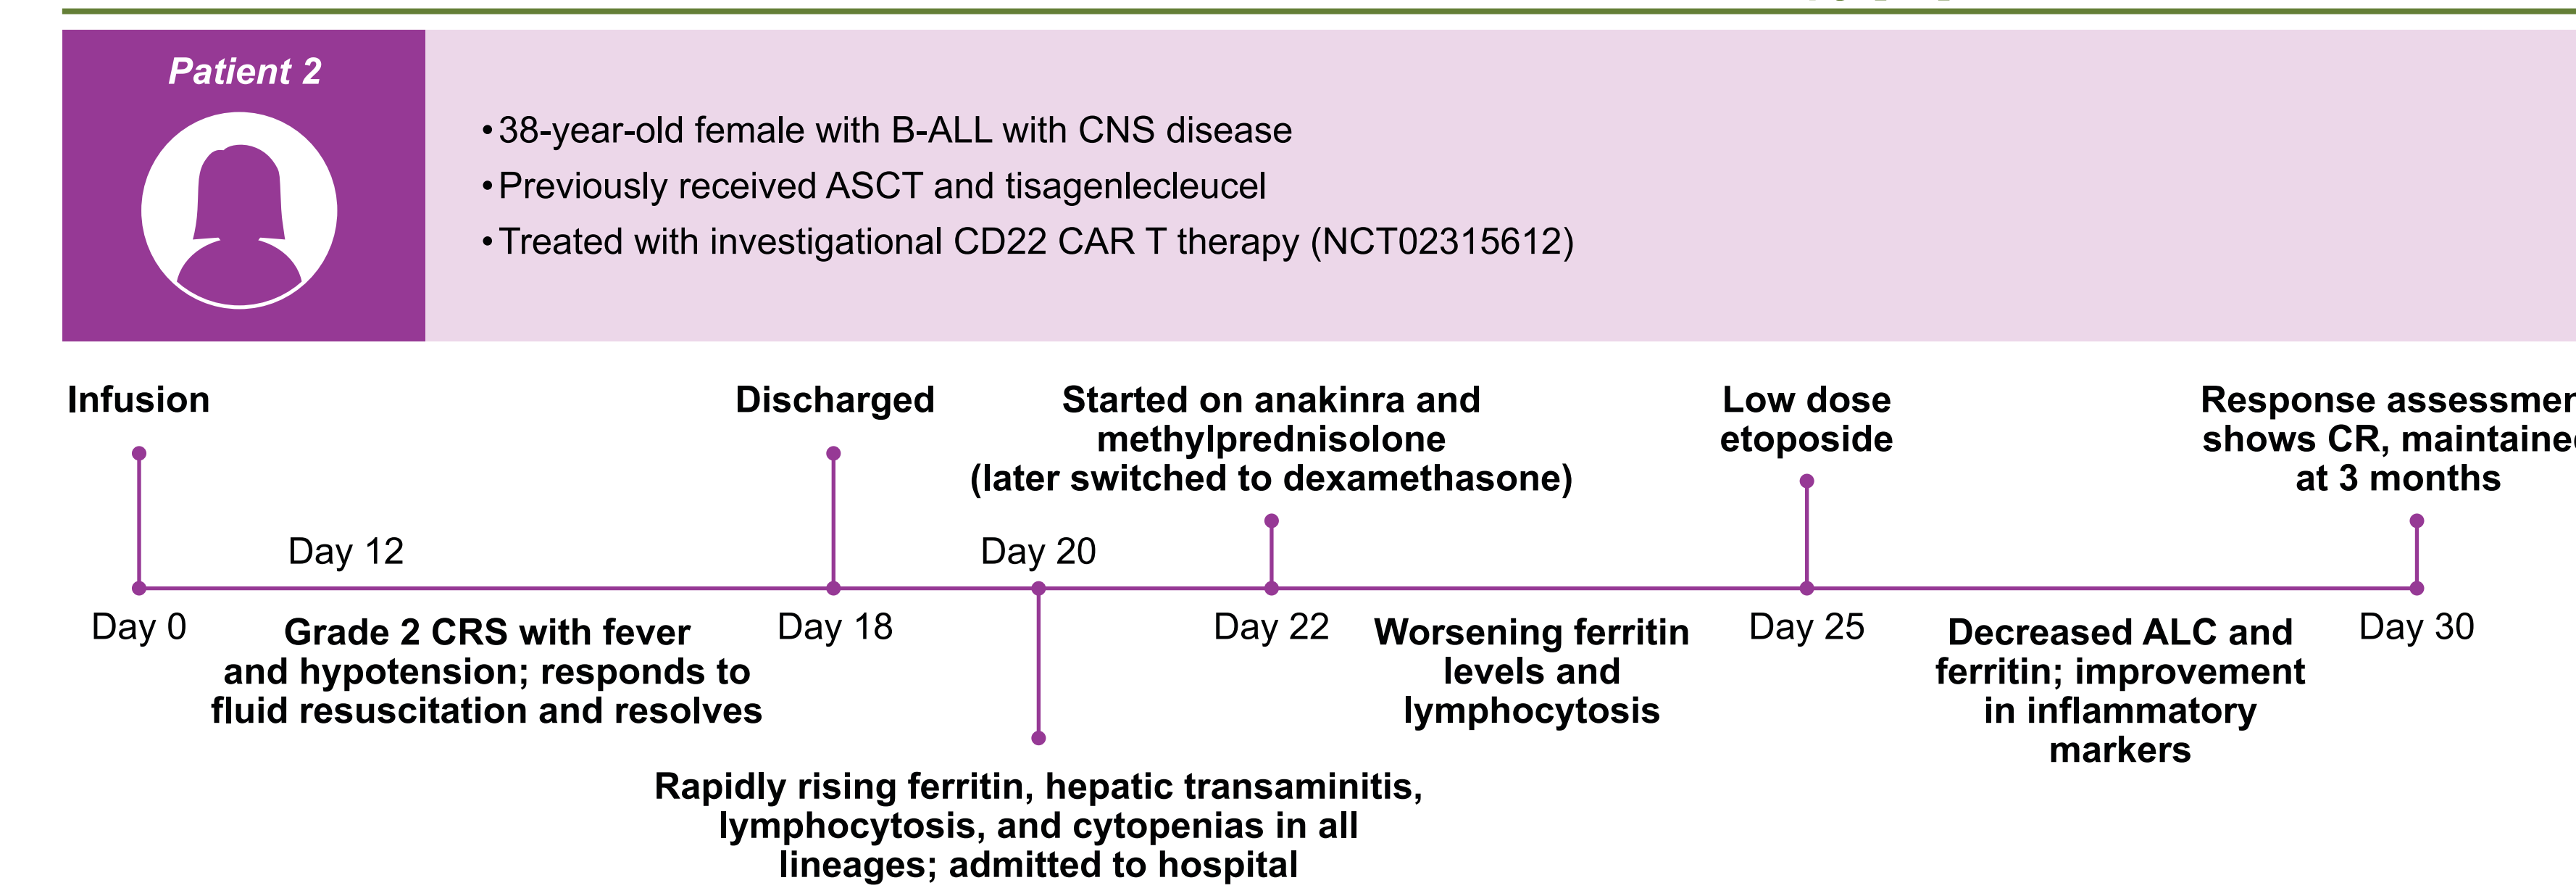 Patient 2
•38-year-old female with B-ALL with CNS disease
•Previously received ASCT and tisagenlecleucel
•Treated with investigational CD22 CAR T therapy (NCT02315612)
Infusion
Day 0
Day 12
Grade 2 CRS with fever
and hypotension; responds to
fluid resuscitation and resolves
Discharged
Day 18
Day 20
Rapidly rising ferritin, hepatic transaminitis,
lymphocytosis, and cytopenias in all
lineages; admitted to hospital
Started on anakinra and
methylprednisolone
(later switched to dexamethasone)
Day 22
Worsening ferritin
levels and
lymphocytosis
Low dose
etoposide
Day 25
Decreased ALC and
ferritin; improvement
in inflammatory
markers
Response
shows CR,
at 3 months
Day 30